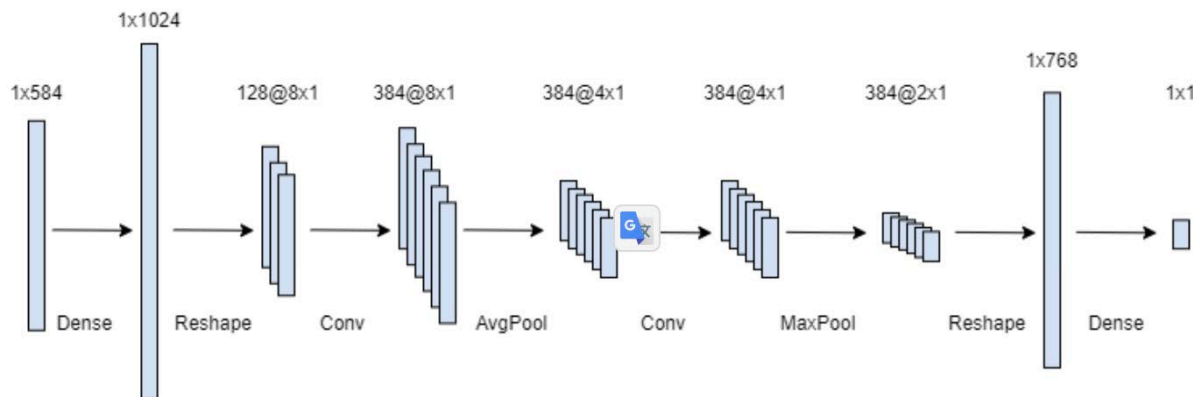 1x1024
1x768
1x584 128@8x1 384@8x1 384@4x1 384@4x1 384@2x1 1x1
G 文
Dense Reshape Conv AvgPool Conv MaxPool Reshape Dense